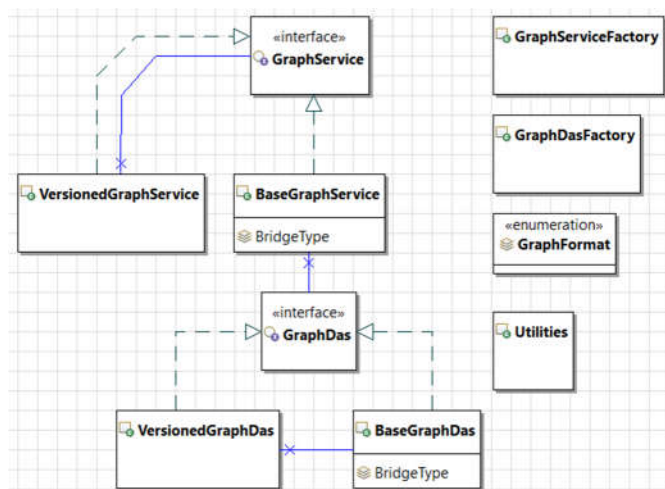 «interface»
GraphService
GraphServiceFactory
GraphDasFactory
VersionedGraphService
BaseGraphService
BridgeType
«enumeration»
GraphFormat
«interface»
GraphDas
Utilities
VersionedGraphDas
BaseGraphDas
BridgeType